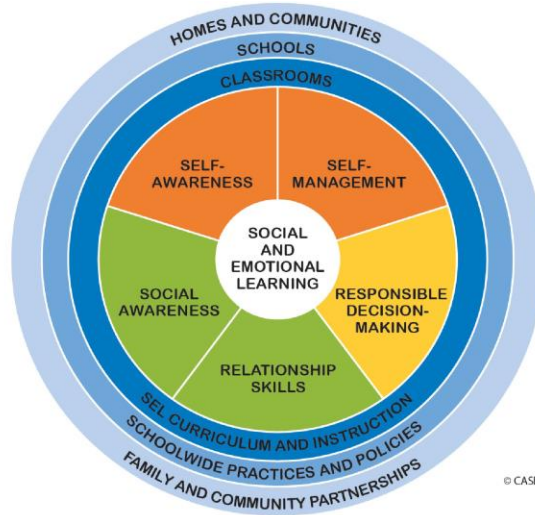 HOMES AND COMMUNITIES
SCHOOLS
CLASSROOMS
SELF-
AWARENESS
SELF-
MANAGEMENT
SOCIAL
AND
EMOTIONAL
LEARNING
SOCIAL
AWARENESS
RESPONSIBLE
DECISION-
MAKING
RELATIONSHIP
SKILLS
SEL CURRICULUM AND INSTRUCTION
SCHOOLWIDE PRACTICES AND POLICIES
FAMILY AND COMMUNITY PARTNERSHIPS